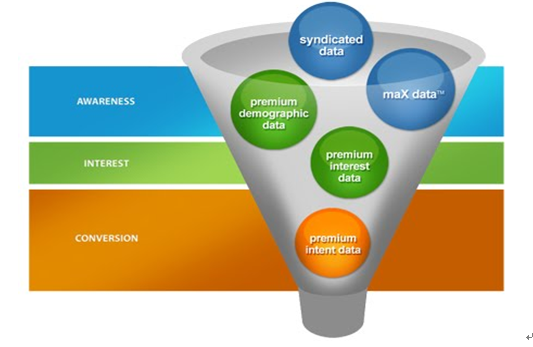 syndicated
data
maX data™
AWARENESS
premium
demographic
data
INTEREST
premium
interest
data
CONVERSION
premium
intent data